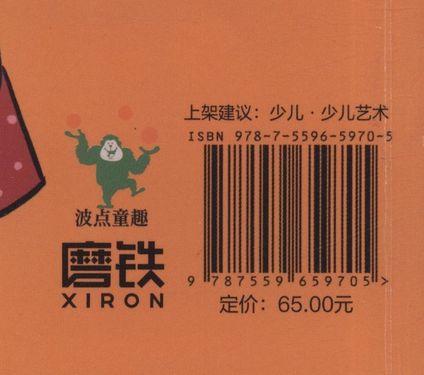 上架建议：少儿·少儿艺术
ISBN 978-7-5596-5970-5
9 787559 659705 >
定价：65.00元
波点童趣
磨铁
XIRON